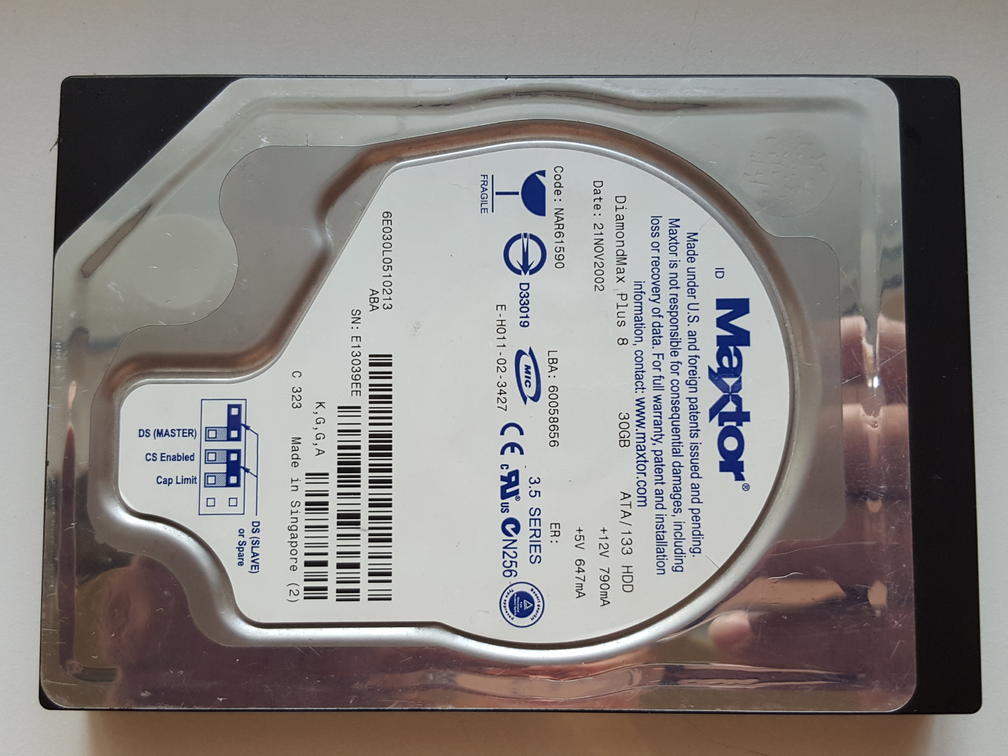 Maxtor®
ID
Made under U.S. and foreign patents issued and pending.
Maxtor is not responsible for consequential damages, including
loss or recovery of data. For full warranty, patent and installation
information, contact: www.maxtor.com
DiamondMax Plus 8 30GB ATA/133 HDD
Date: 21NOV2002 +12V 790mA
+5V 647mA
Code: NAR61590 LBA: 60058656 ER:
3.5 SERIES
D33019 MIC CE c RU US N256
E-H011-02-3427
FRAGILE
6E030L0510213
ABA
SN: E13039EE
K,G,G,A
C 323 Made in Singapore (2)
DS (MASTER)
CS Enabled
Cap Limit
DS (SLAVE)
or Spare